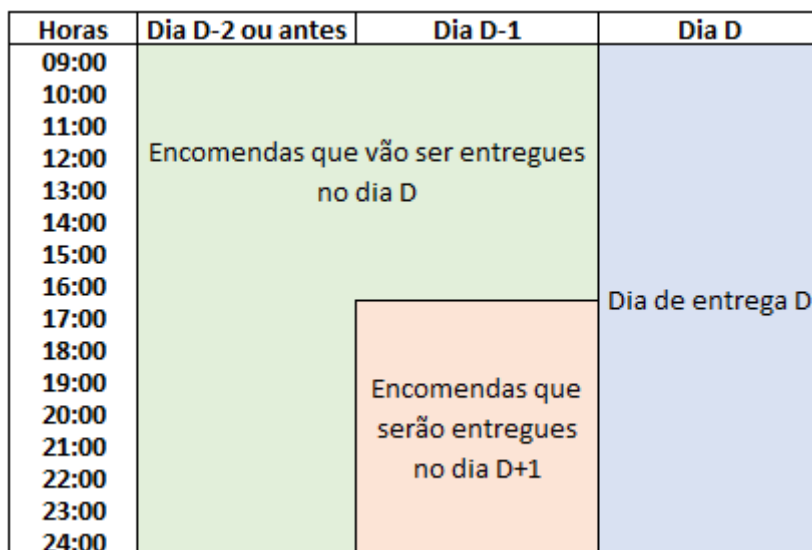 Horas Dia D-2 ou antes Dia D-1 Dia D
09:00
10:00
11:00
12:00
13:00
14:00
15:00
16:00
17:00
18:00
19:00
20:00
21:00
22:00
23:00
24:00
Encomendas que vão ser entregues
no dia D
Encomendas que
serão entregues
no dia D+1
Dia de entrega D